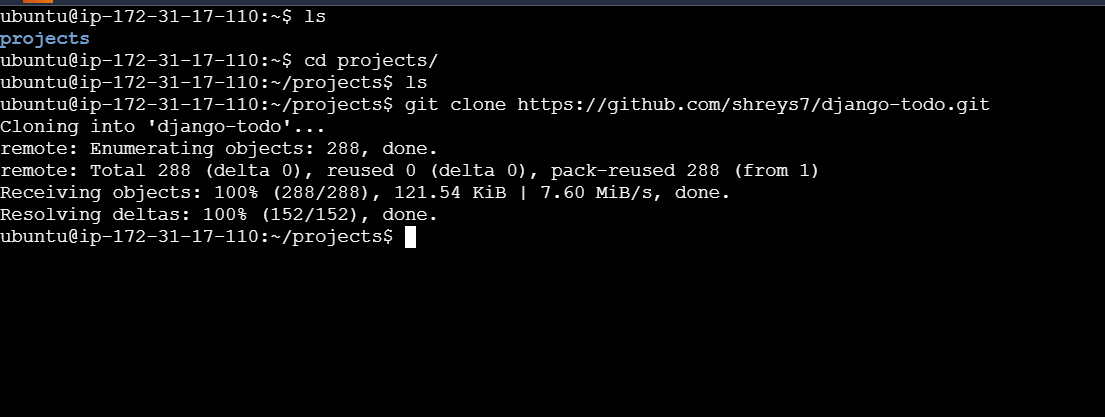 ubuntu@ip-172-31-17-110:~$ ls
projects
ubuntu@ip-172-31-17-110:~$ cd projects/
ubuntu@ip-172-31-17-110:~/projects$ ls
ubuntu@ip-172-31-17-110:~/projects$ git clone https://github.com/shreys7/django-todo.git
Cloning into 'django-todo'...
remote: Enumerating objects: 288, done.
remote: Total 288 (delta 0), reused 0 (delta 0), pack-reused 288 (from 1)
Receiving objects: 100% (288/288), 121.54 KiB | 7.60 MiB/s, done.
Resolving deltas: 100% (152/152), done.
ubuntu@ip-172-31-17-110:~/projects$